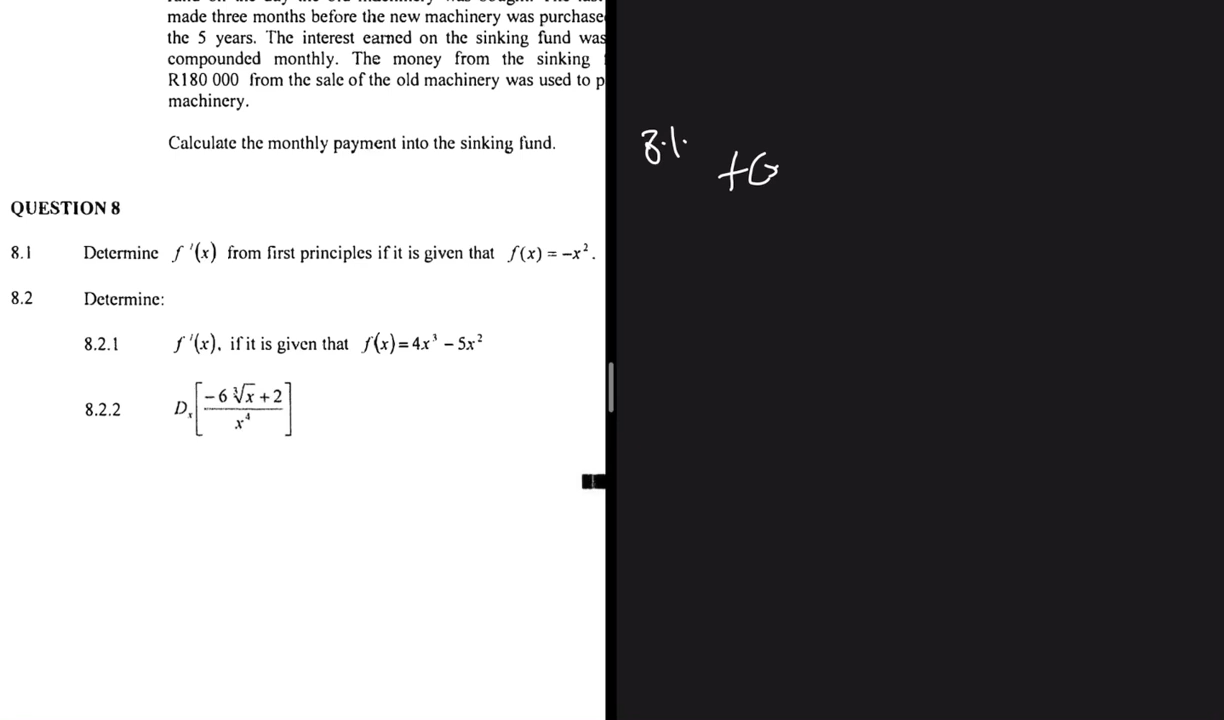 made three months before the new machinery was purchase
the 5 years. The interest earned on the sinking fund was
compounded monthly. The money from the sinking
R180 000 from the sale of the old machinery was used to p
machinery.
Calculate the monthly payment into the sinking fund.
8.1.
QUESTION 8
8.1 Determine f '(x) from first principles if it is given that f(x) = -x².
8.2 Determine:
8.2.1 f '(x), if it is given that f(x) = 4x³ - 5x²
8.2.2 Dₓ[(-6 ∛x + 2)/x⁴]